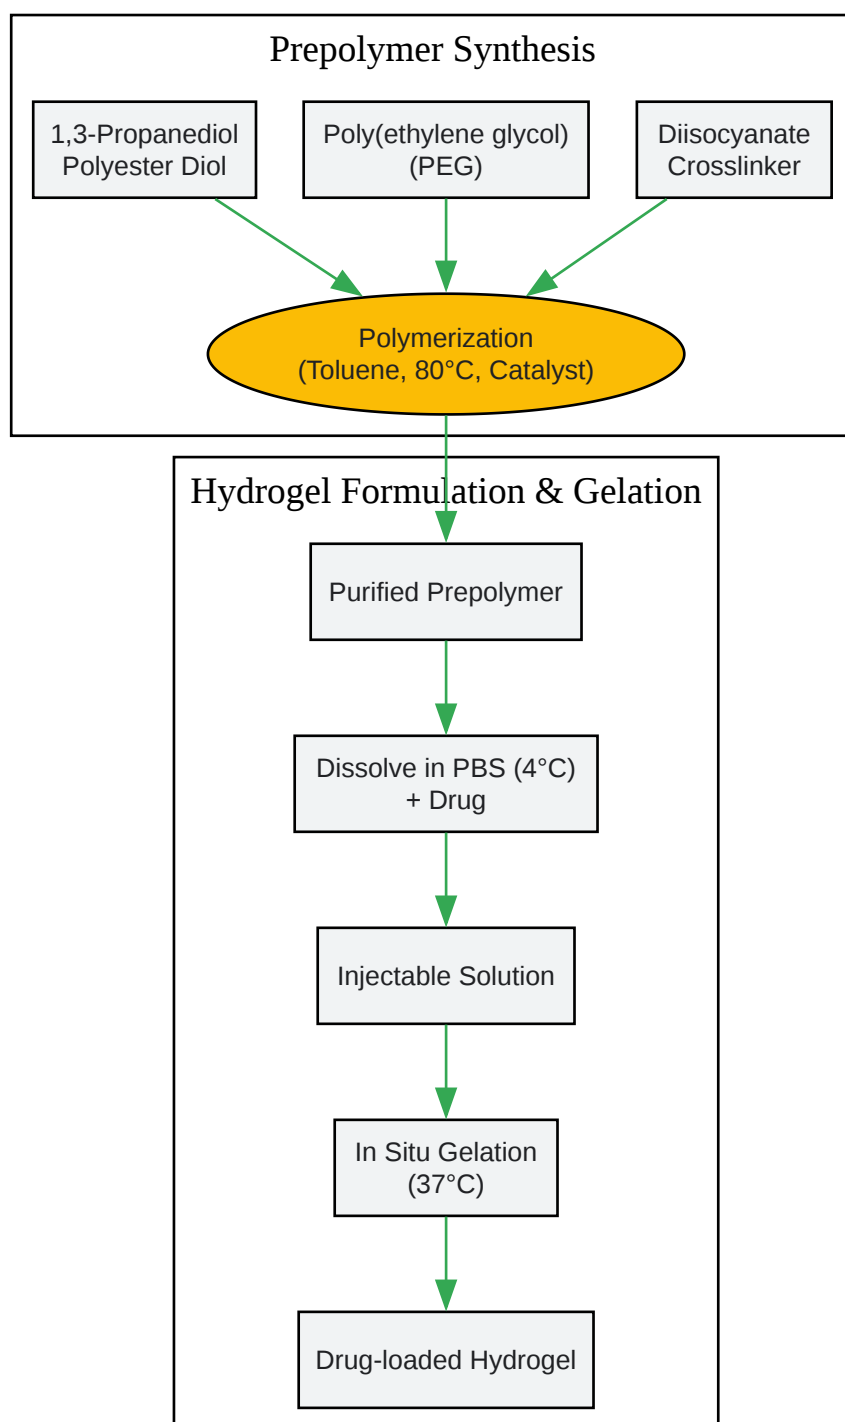 Prepolymer Synthesis
1,3-Propanediol
Polyester Diol
Poly(ethylene glycol)
(PEG)
Diisocyanate
Crosslinker
Polymerization
(Toluene, 80°C, Catalyst)
Hydrogel Formulation & Gelation
Purified Prepolymer
Dissolve in PBS (4°C)
+ Drug
Injectable Solution
In Situ Gelation
(37°C)
Drug-loaded Hydrogel